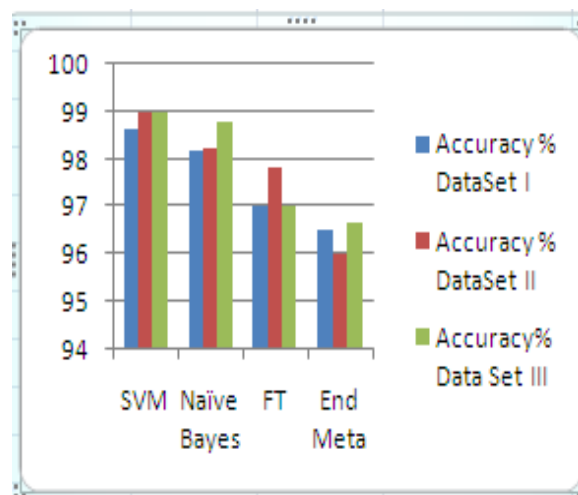 100
99
98
97
96
95
94
SVM Naïve Bayes FT End Meta
Accuracy %
DataSet I
Accuracy %
DataSet II
Accuracy%
Data Set III